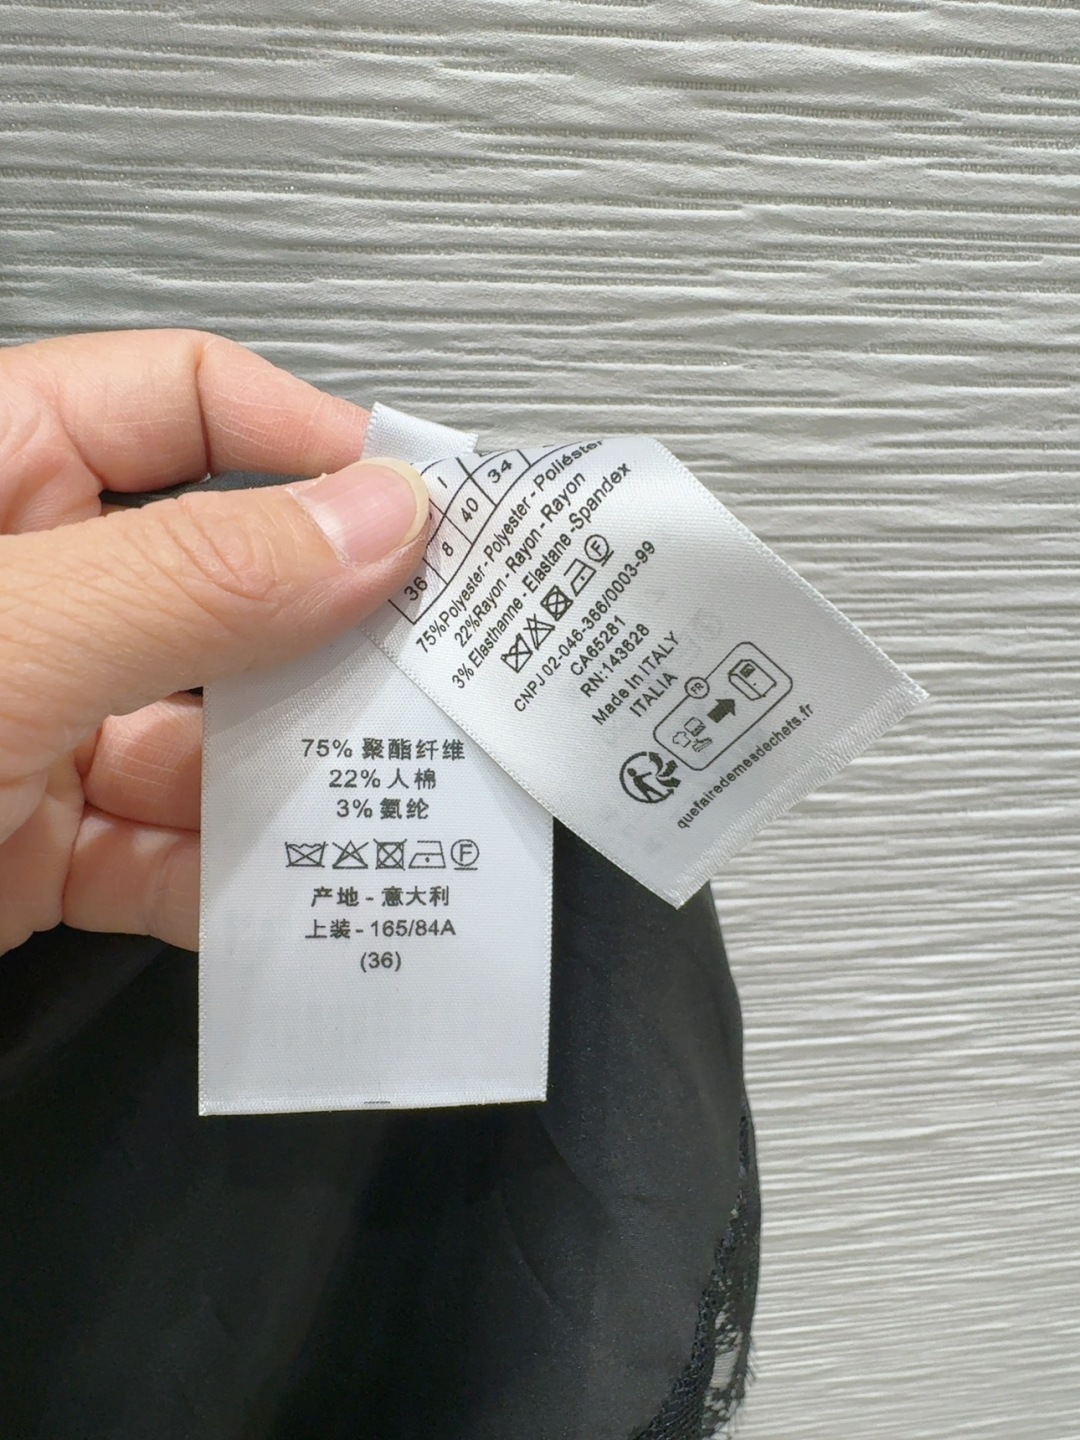 75% 聚酯纤维
22% 人棉
3% 氨纶
F
产地 - 意大利
上装 - 165/84A
(36)
I 34
8 40
36
75%Polyester - Polyester - Poliéster
22%Rayon - Rayon - Rayon
3% Elasthanne - Elastane -Spandex
F
CNPJ 02-046-366/0003-99
CA65281
RN:143828
Made In ITALY
ITALIA
FR
quefairedemesdechets.fr